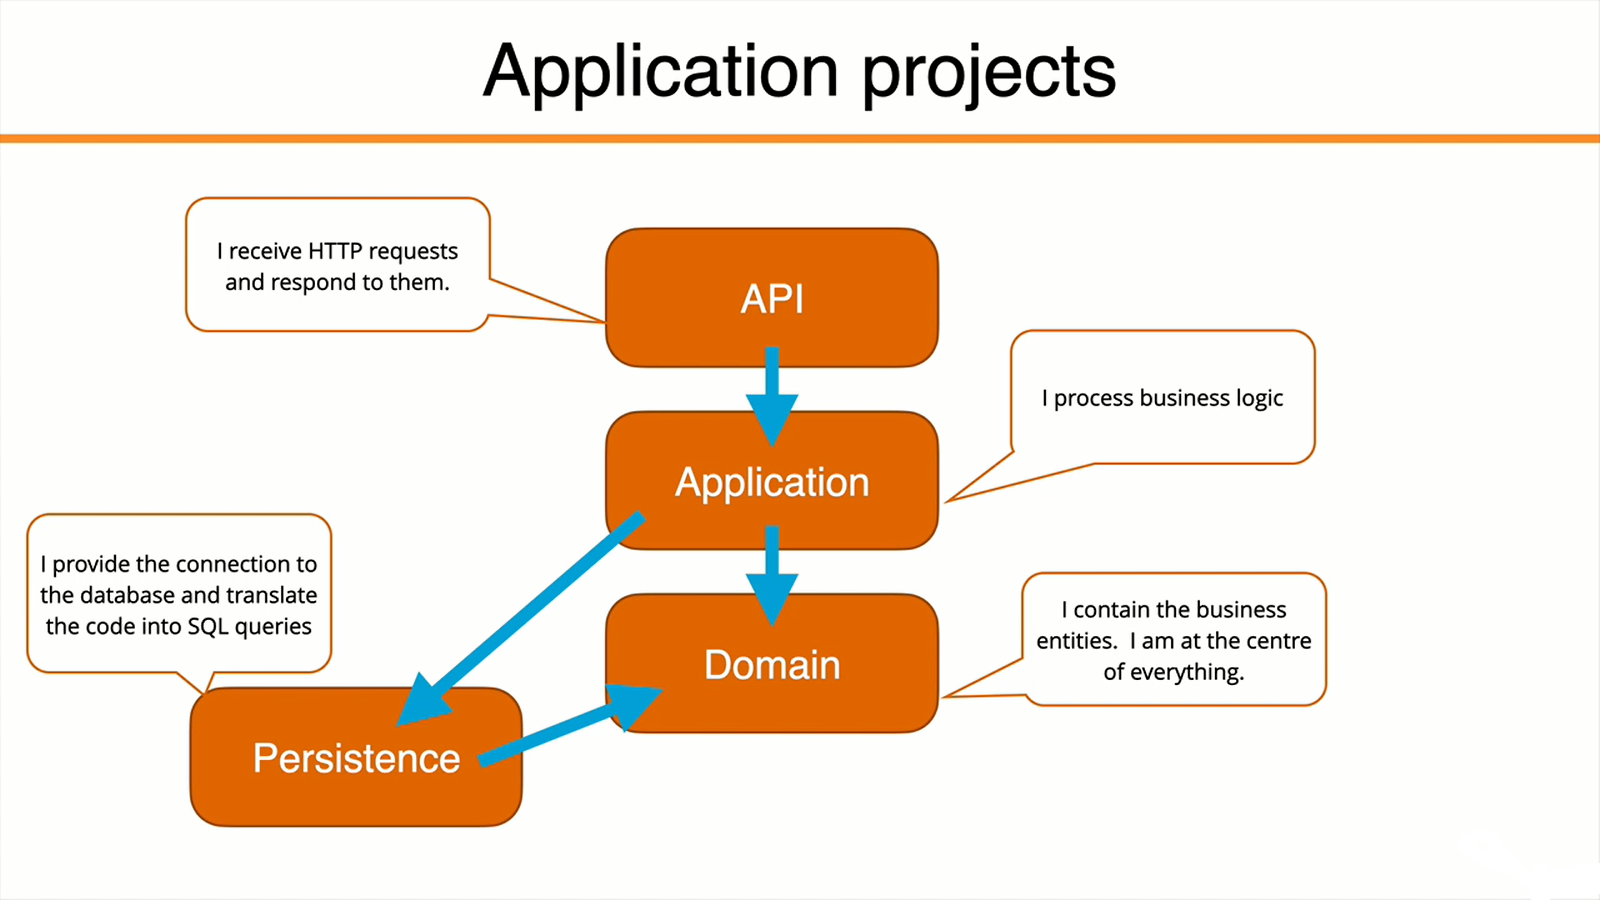 Application projects
I receive HTTP requests
and respond to them.
API
I process business logic
Application
I provide the connection to
the database and translate
the code into SQL queries
I contain the business
entities.  I am at the centre
of everything.
Domain
Persistence